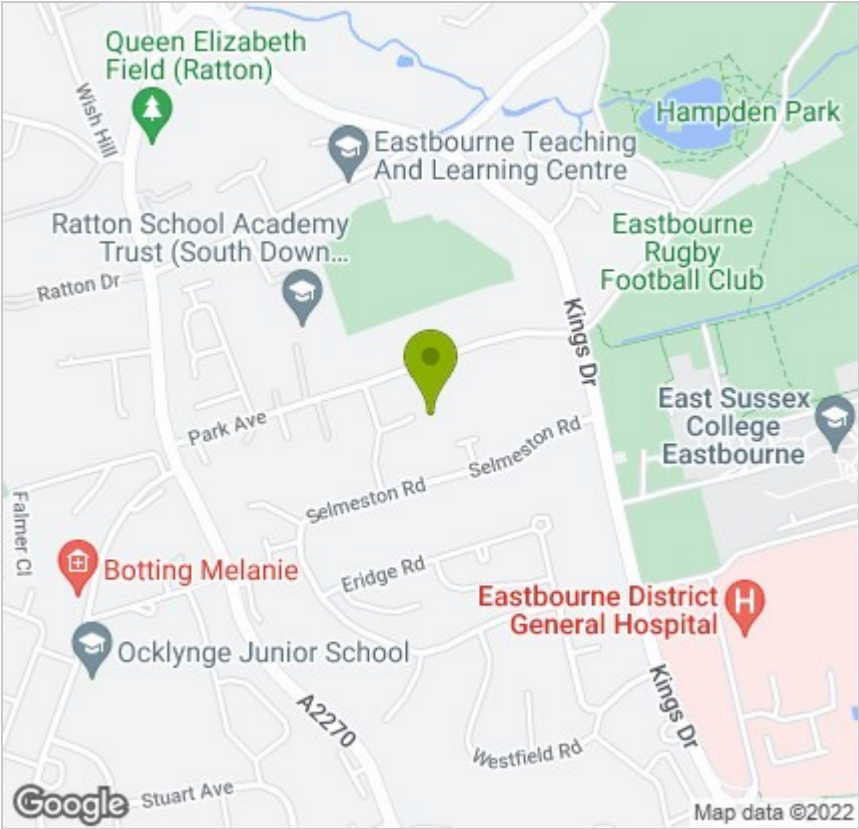 Queen Elizabeth
Field (Ratton)
Wish Hill
Hampden Park
Eastbourne Teaching
And Learning Centre
Ratton School Academy
Trust (South Down...
Eastbourne
Rugby
Football Club
Ratton Dr
Kings Dr
East Sussex
College
Eastbourne
Park Ave
Selmeston Rd
Selmeston Rd
Falmer Cl
Botting Melanie
Eridge Rd
Eastbourne District
General Hospital
H
Ocklynge Junior School
Kings Dr
A2270
Westfield Rd
Stuart Ave
Google
Map data ©2022